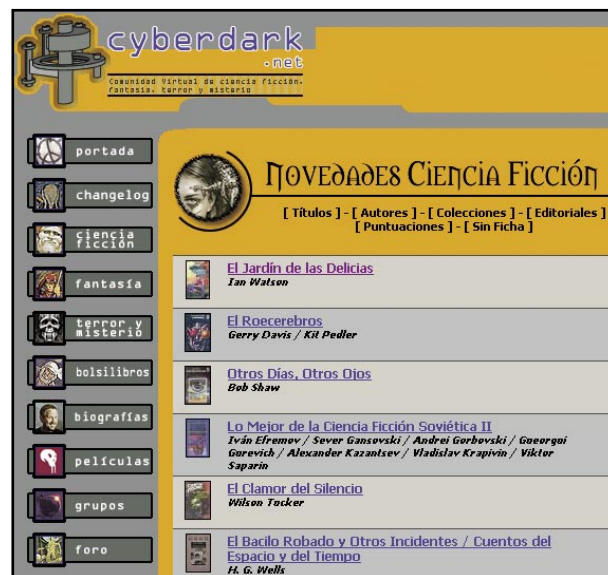 cyberdark
.net
Comunidad Virtual de ciencia ficción,
fantasía, terror y misterio
portada
changelog
ciencia
ficción
fantasía
terror y
misterio
bolsilibros
biografías
películas
grupos
foro
Novedades Ciencia Ficción
[ Títulos ] - [ Autores ] - [ Colecciones ] - [ Editoriales ]
[ Puntuaciones ] - [ Sin Ficha ]
El Jardín de las Delicias
Ian Watson
El Roecerebros
Gerry Davis / Kit Pedler
Otros Días, Otros Ojos
Bob Shaw
Lo Mejor de la Ciencia Ficción Soviética II
Iván Efremov / Sever Gansovski / Andrei Gorbovski / Gueorgui
Gurevich / Alexander Kazantsev / Vladislav Krapivin / Viktor
Saparin
El Clamor del Silencio
Wilson Tucker
El Bacilo Robado y Otros Incidentes / Cuentos del
Espacio y del Tiempo
H. G. Wells